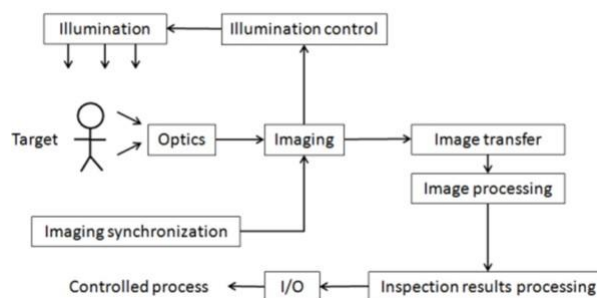 Illumination
Illumination control
Target
Optics
Imaging
Image transfer
Image processing
Imaging synchronization
Controlled process
I/O
Inspection results processing